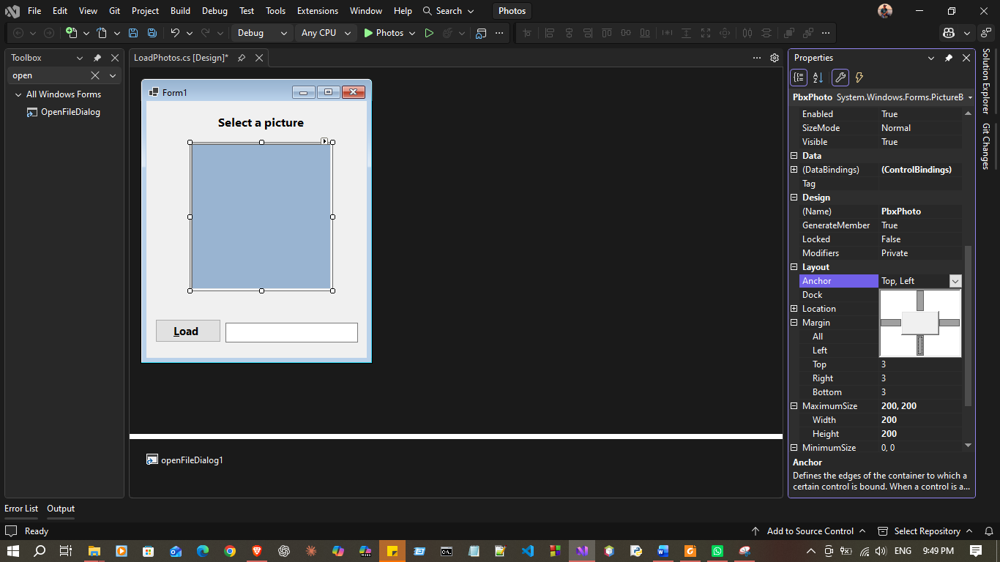 File Edit View Git Project Build Debug Test Tools Extensions Window Help Search Photos
Debug Any CPU Photos
Toolbox
open
All Windows Forms
OpenFileDialog
LoadPhotos.cs [Design]*
Form1
Select a picture
Load
openFileDialog1
Properties
PbxPhoto System.Windows.Forms.PictureB
Enabled True
SizeMode Normal
Visible True
Data
(DataBindings) (ControlBindings)
Tag
Design
(Name) PbxPhoto
GenerateMember True
Locked False
Modifiers Private
Layout
Anchor Top, Left
Dock
Location
Margin
All
Left
Top 3
Right 3
Bottom 3
MaximumSize 200, 200
Width 200
Height 200
MinimumSize 0, 0
Anchor
Defines the edges of the container to which a
certain control is bound. When a control is a...
Solution Explorer
Git Changes
Error List Output
Ready Add to Source Control Select Repository
ENG 9:49 PM